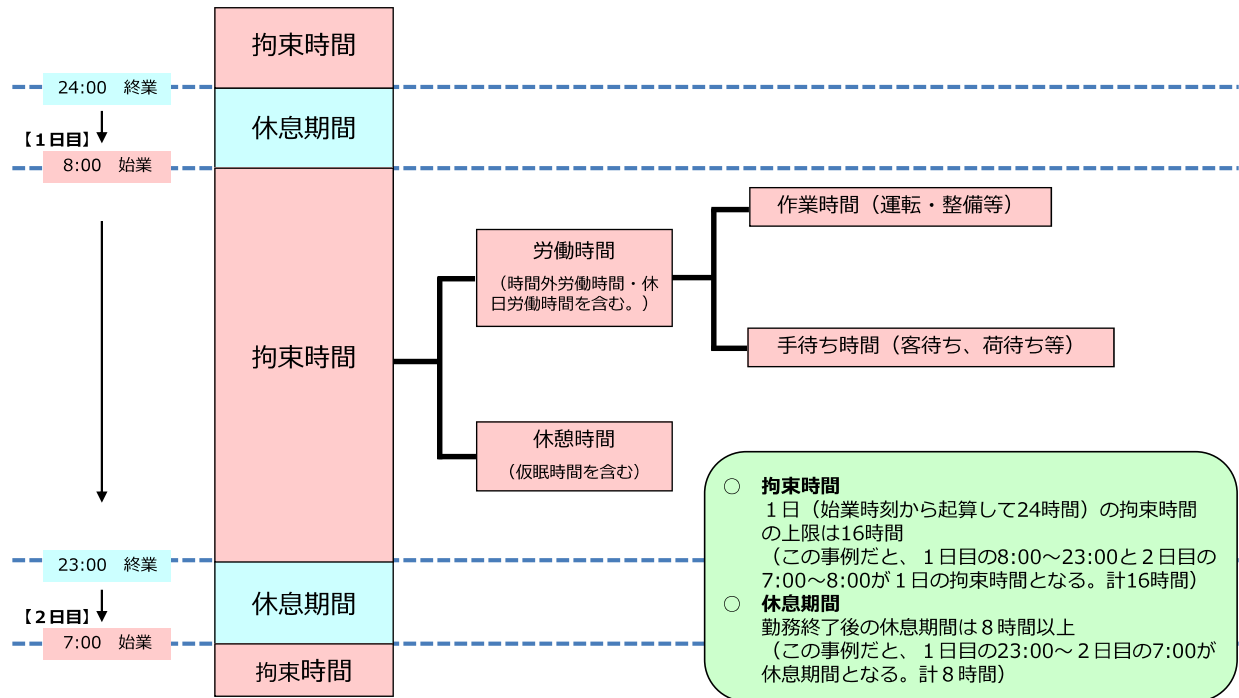 拘束時間
24:00　終業
休息期間
【１日目】
8:00　始業
作業時間（運転・整備等）
労働時間
（時間外労働時間・休
日労働時間を含む。）
拘束時間
手待ち時間（客待ち、荷待ち等）
休憩時間
（仮眠時間を含む）
23:00　終業
休息期間
【２日目】
7:00　始業
拘束時間
○　拘束時間
１日（始業時刻から起算して24時間）の拘束時間
の上限は16時間
（この事例だと、１日目の8:00～23:00と２日目の
7:00～8:00が１日の拘束時間となる。計16時間）
○　休息期間
勤務終了後の休息期間は８時間以上
（この事例だと、１日目の23:00～２日目の7:00が
休息期間となる。計８時間）